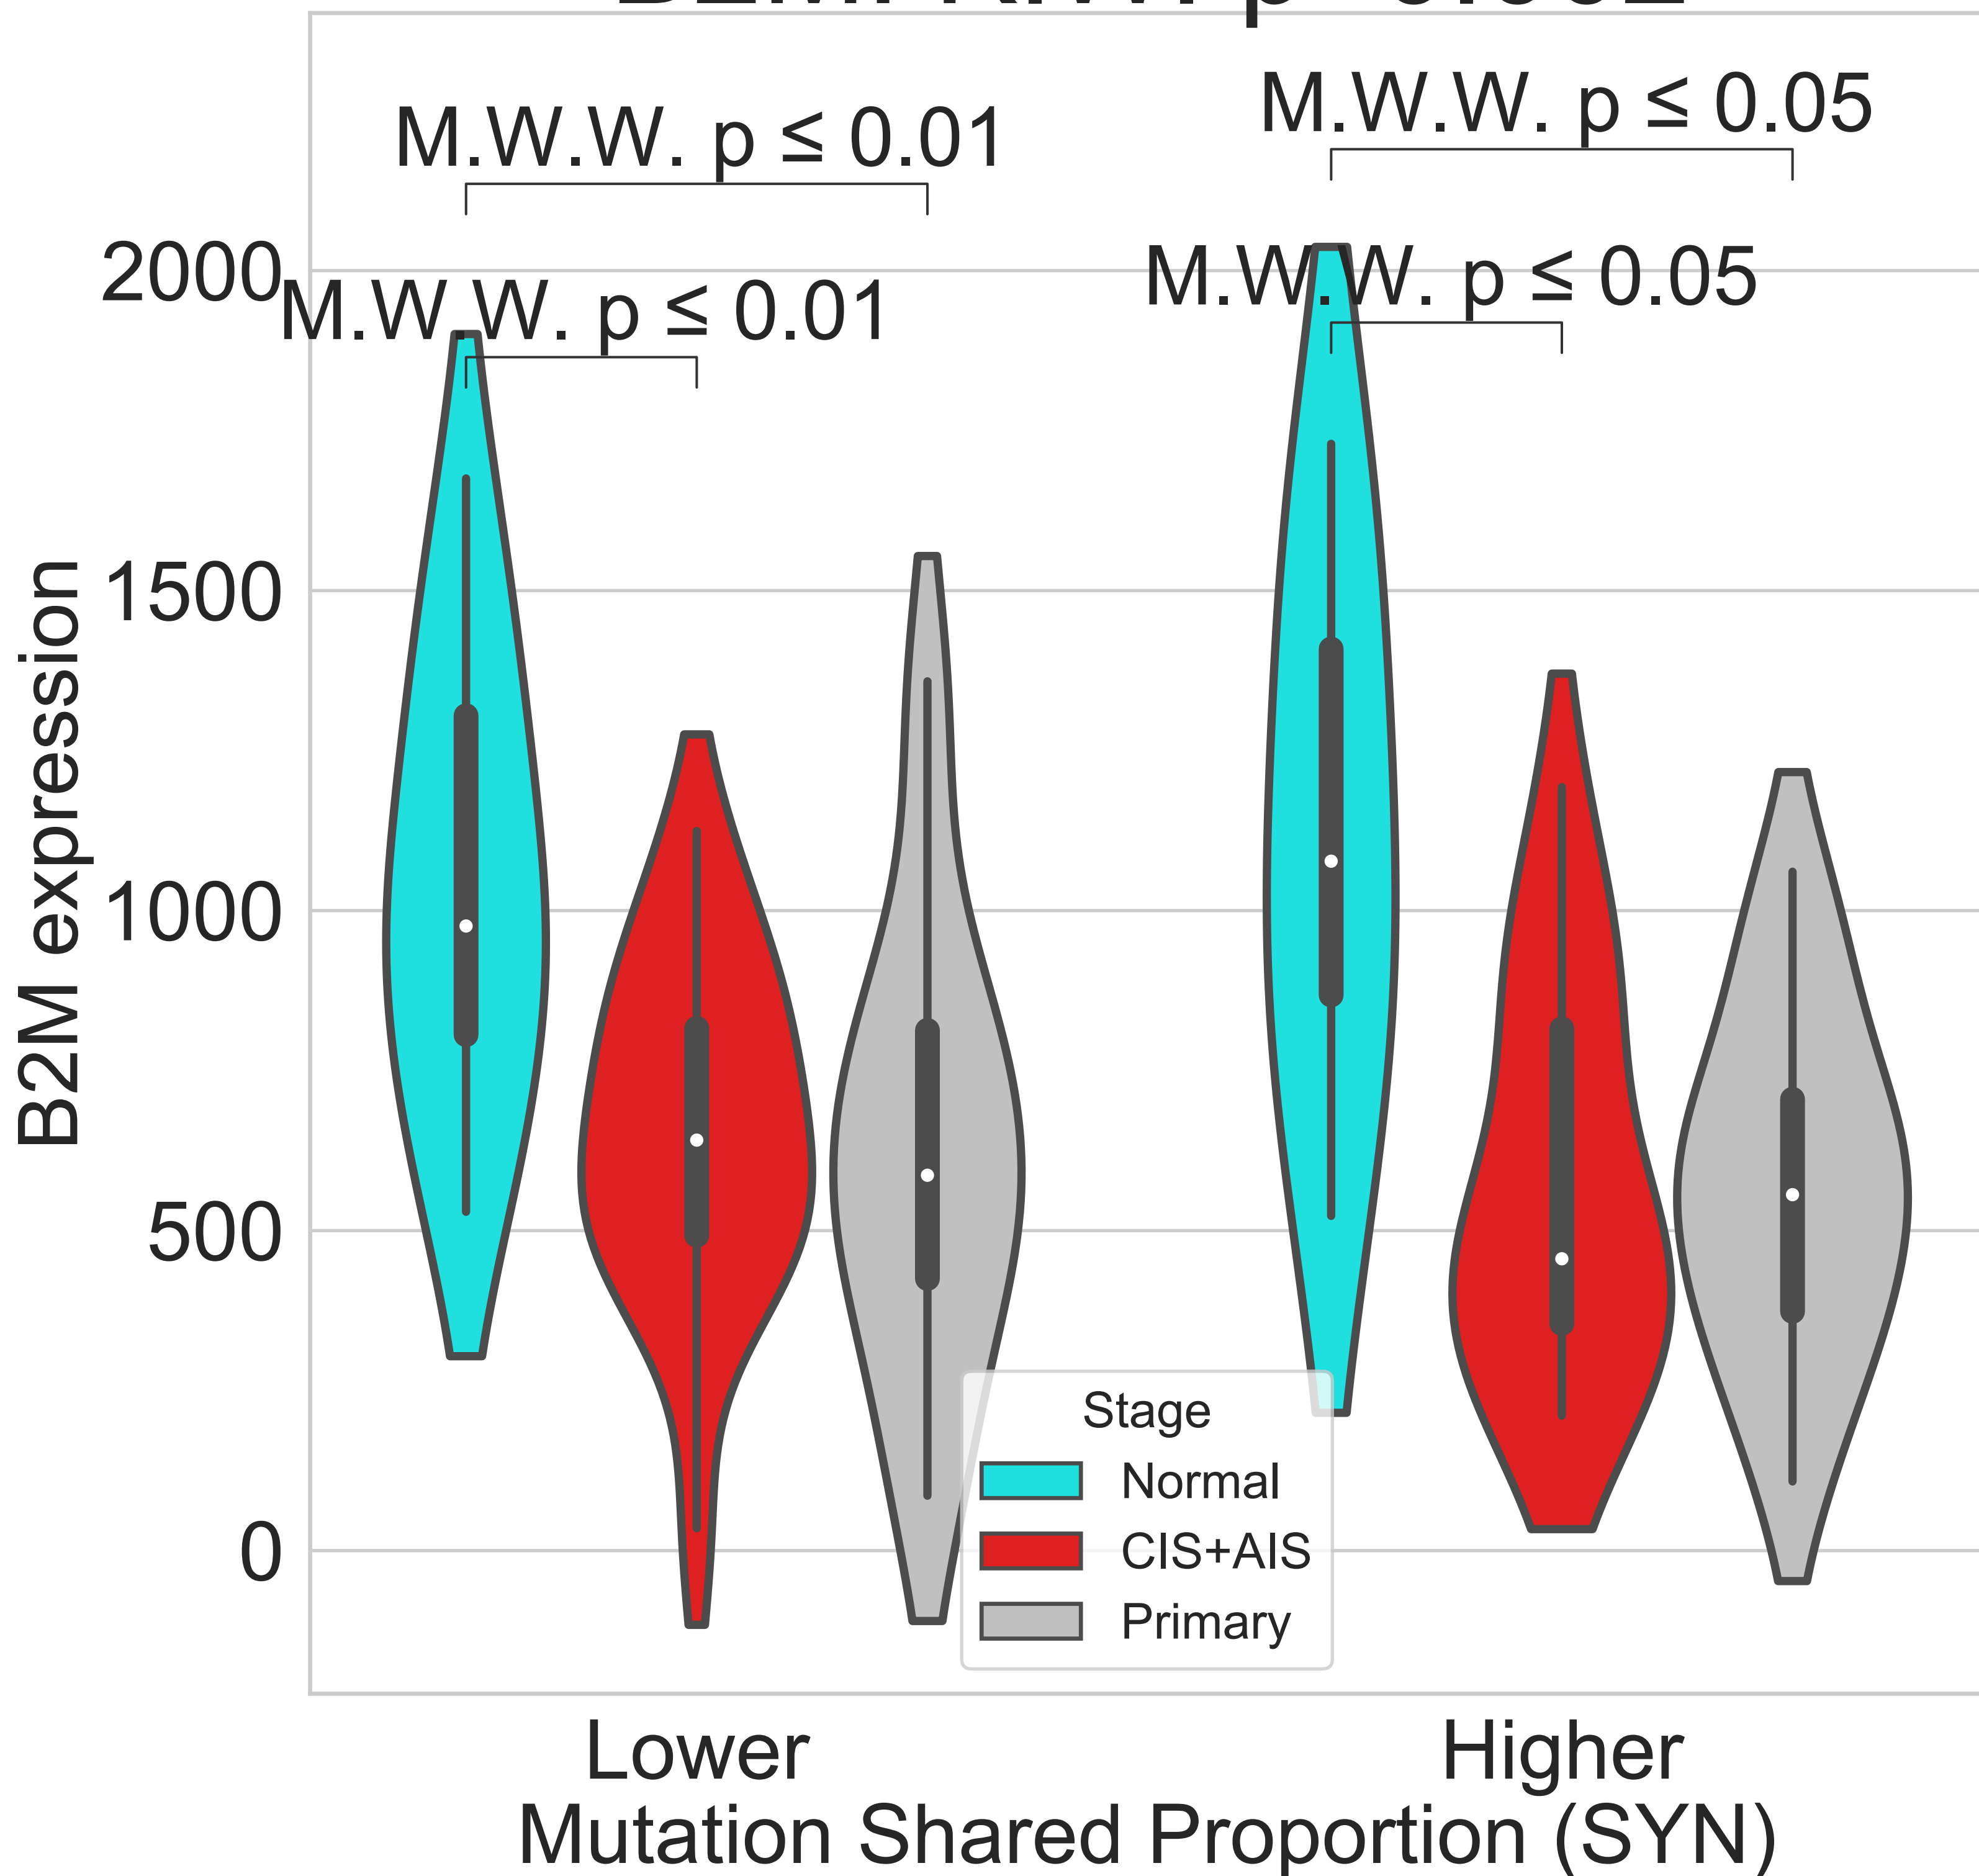 M.W.W. p ≤ 0.05
M.W.W. p ≤ 0.01
M.W.W. p ≤ 0.05
M.W.W. p ≤ 0.01
2000
1500
1000
500
0
B2M expression
Stage
Normal
CIS+AIS
Primary
Lower
Higher
Mutation Shared Proportion (SYN)